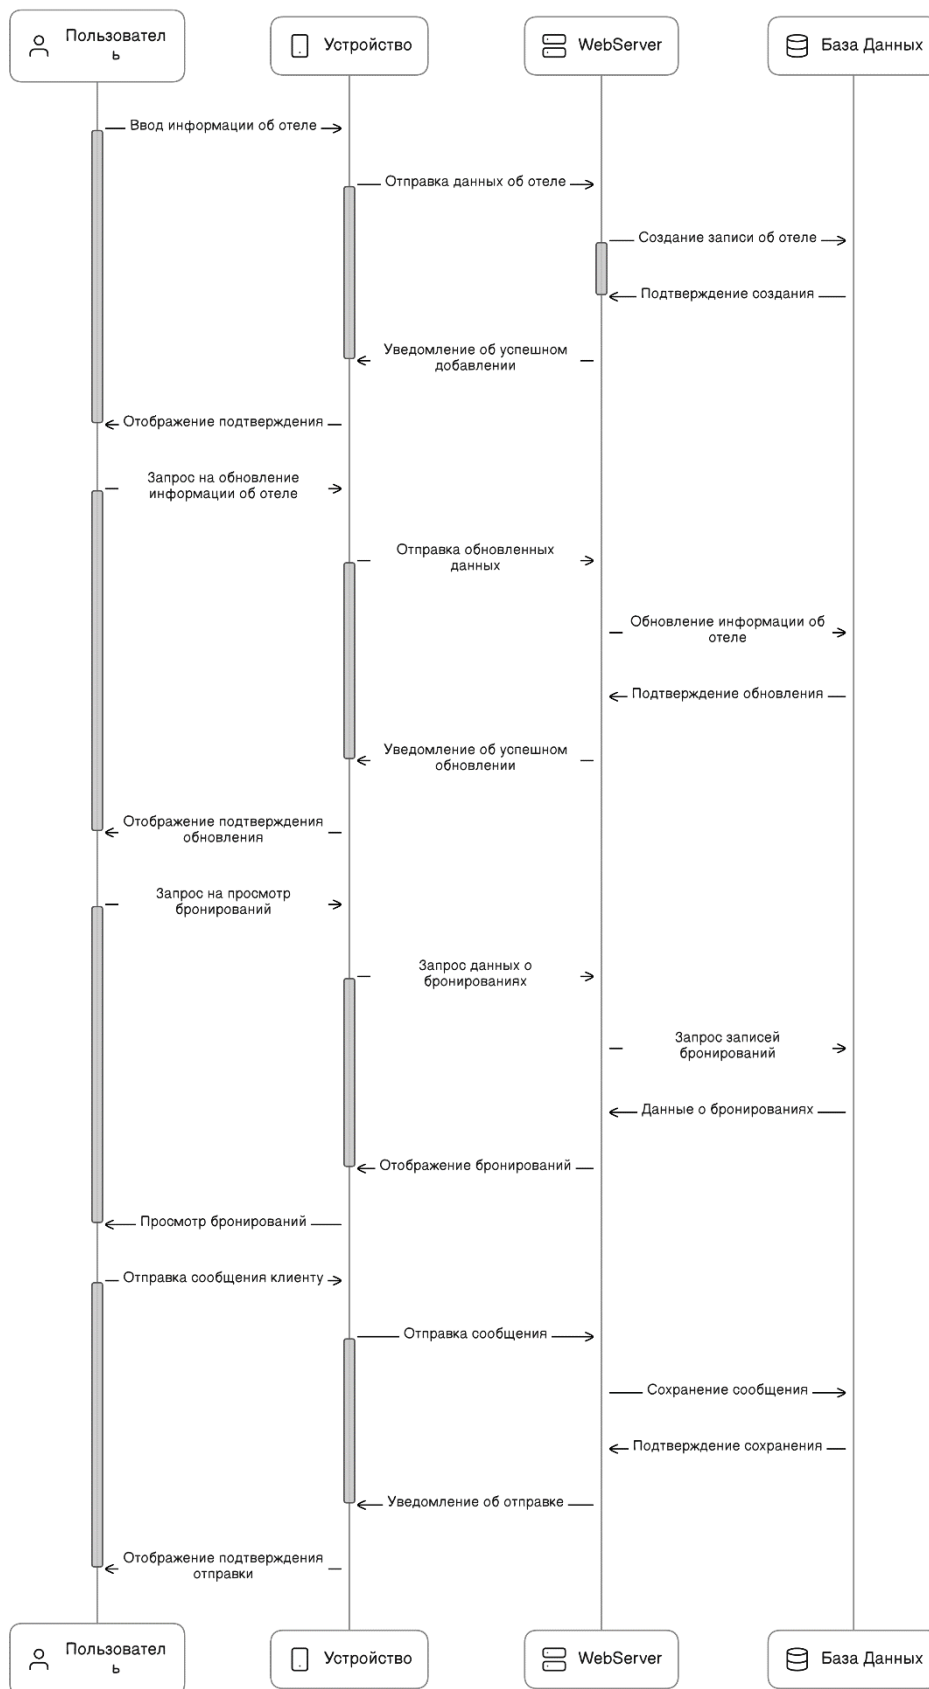 Пользовател
ь
Устройство
WebServer
База Данных
Ввод информации об отеле
Отправка данных об отеле
Создание записи об отеле
Подтверждение создания
Уведомление об успешном
добавлении
Отображение подтверждения
Запрос на обновление
информации об отеле
Отправка обновленных
данных
Обновление информации об
отеле
Подтверждение обновления
Уведомление об успешном
обновлении
Отображение подтверждения
обновления
Запрос на просмотр
бронирований
Запрос данных о
бронированиях
Запрос записей
бронирований
Данные о бронированиях
Отображение бронирований
Просмотр бронирований
Отправка сообщения клиенту
Отправка сообщения
Сохранение сообщения
Подтверждение сохранения
Уведомление об отправке
Отображение подтверждения
отправки
Пользовател
ь
Устройство
WebServer
База Данных